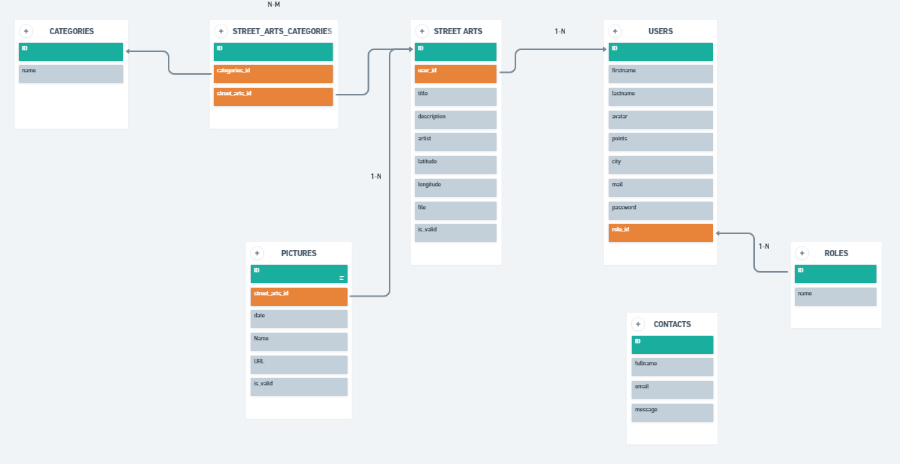 N-M
CATEGORIES
ID
name
STREET_ARTS_CATEGORIES
ID
categories_id
street_arts_id
STREET ARTS
ID
user_id
title
description
artist
latitude
longitude
file
is_valid
1-N
USERS
ID
firstname
lastname
avatar
points
city
mail
password
role_id
1-N
PICTURES
ID
street_arts_id
date
Name
URL
is_valid
1-N
ROLES
ID
name
CONTACTS
ID
fullname
email
message